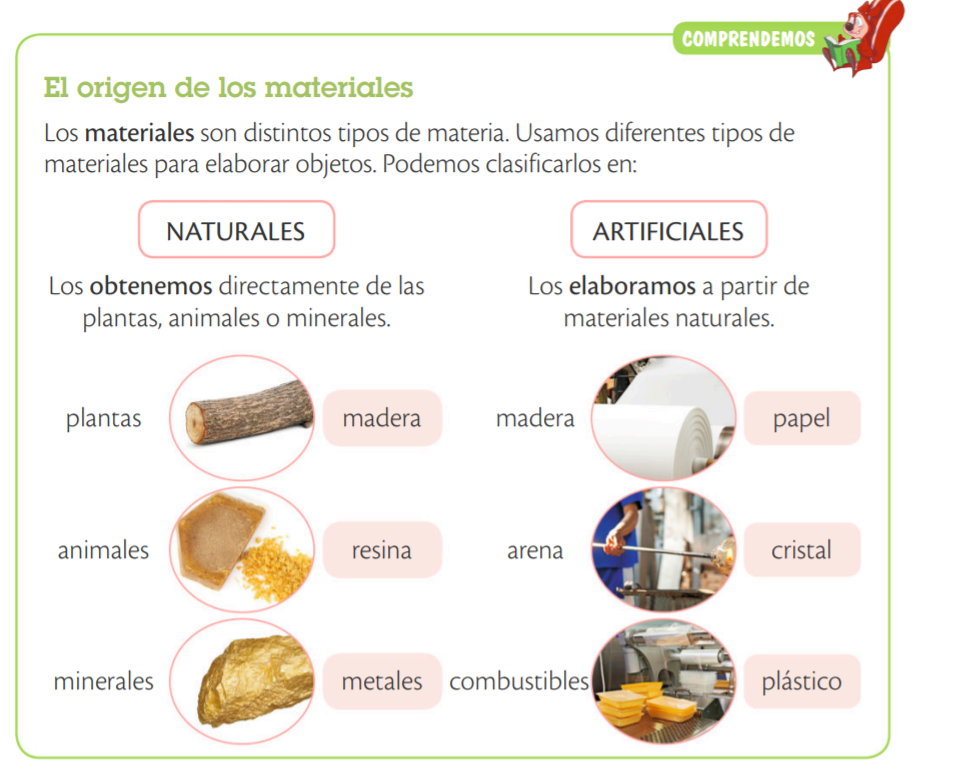 COMPRENDEMOS
El origen de los materiales
Los materiales son distintos tipos de materia. Usamos diferentes tipos de
materiales para elaborar objetos. Podemos clasificarlos en:
NATURALES
Los obtenemos directamente de las
plantas, animales o minerales.
plantas
madera
animales
resina
minerales
metales
ARTIFICIALES
Los elaboramos a partir de
materiales naturales.
madera
papel
arena
cristal
combustibles
plástico